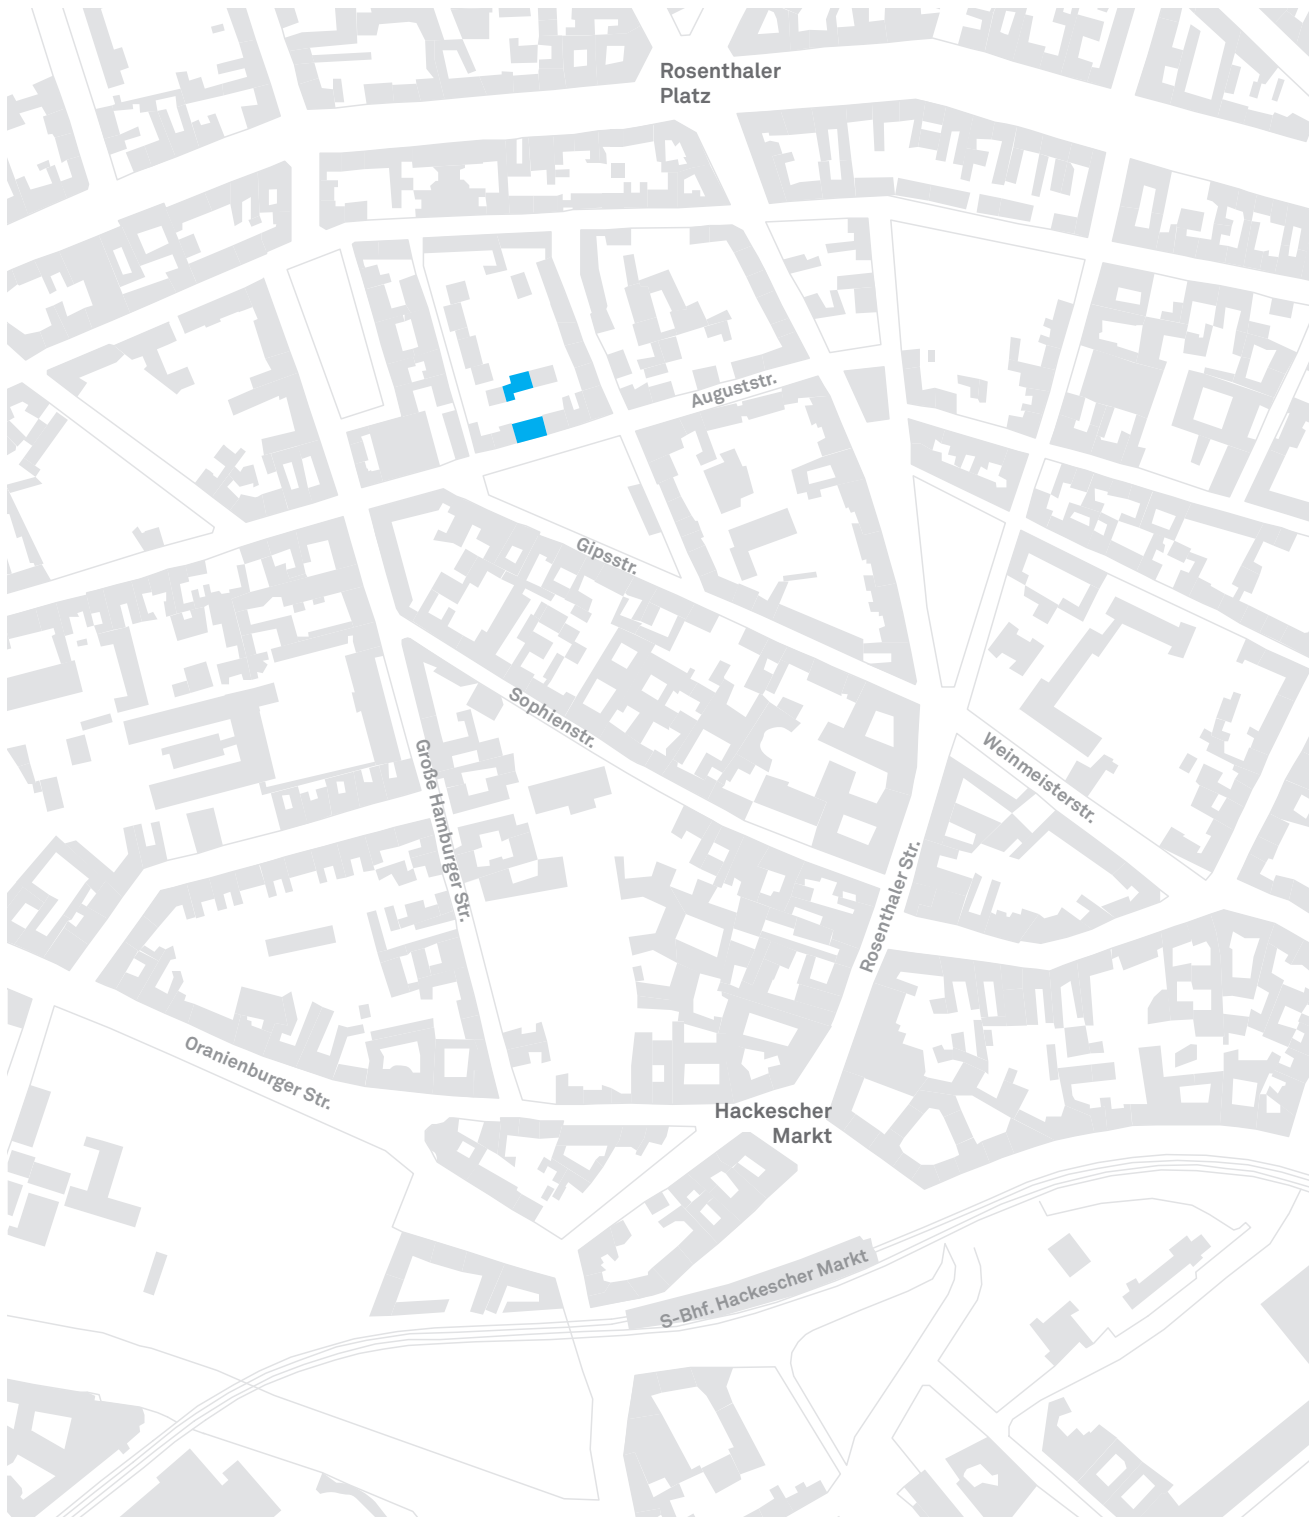 Rosenthaler
Platz
Auguststr.
Gipsstr.
Sophienstr.
Große Hamburger Str.
Weinmeisterstr.
Rosenthaler Str.
Oranienburger Str.
Hackescher
Markt
S-Bhf. Hackescher Markt